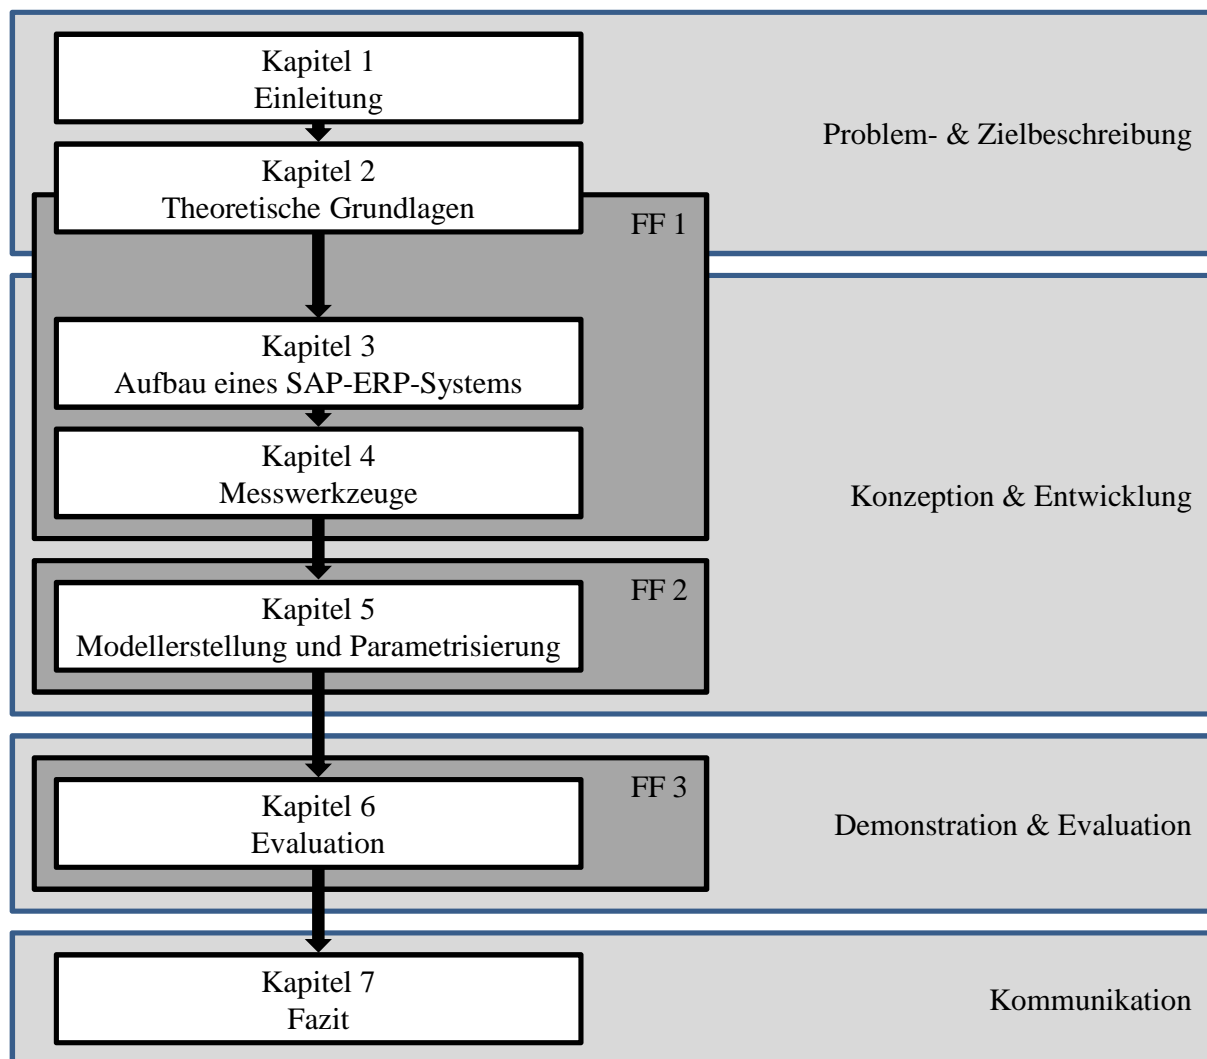 Kapitel 1
Einleitung
Problem- & Zielbeschreibung
Kapitel 2
Theoretische Grundlagen
FF 1
Kapitel 3
Aufbau eines SAP-ERP-Systems
Kapitel 4
Messwerkzeuge
Konzeption & Entwicklung
FF 2
Kapitel 5
Modellerstellung und Parametrisierung
FF 3
Kapitel 6
Evaluation
Demonstration & Evaluation
Kapitel 7
Fazit
Kommunikation